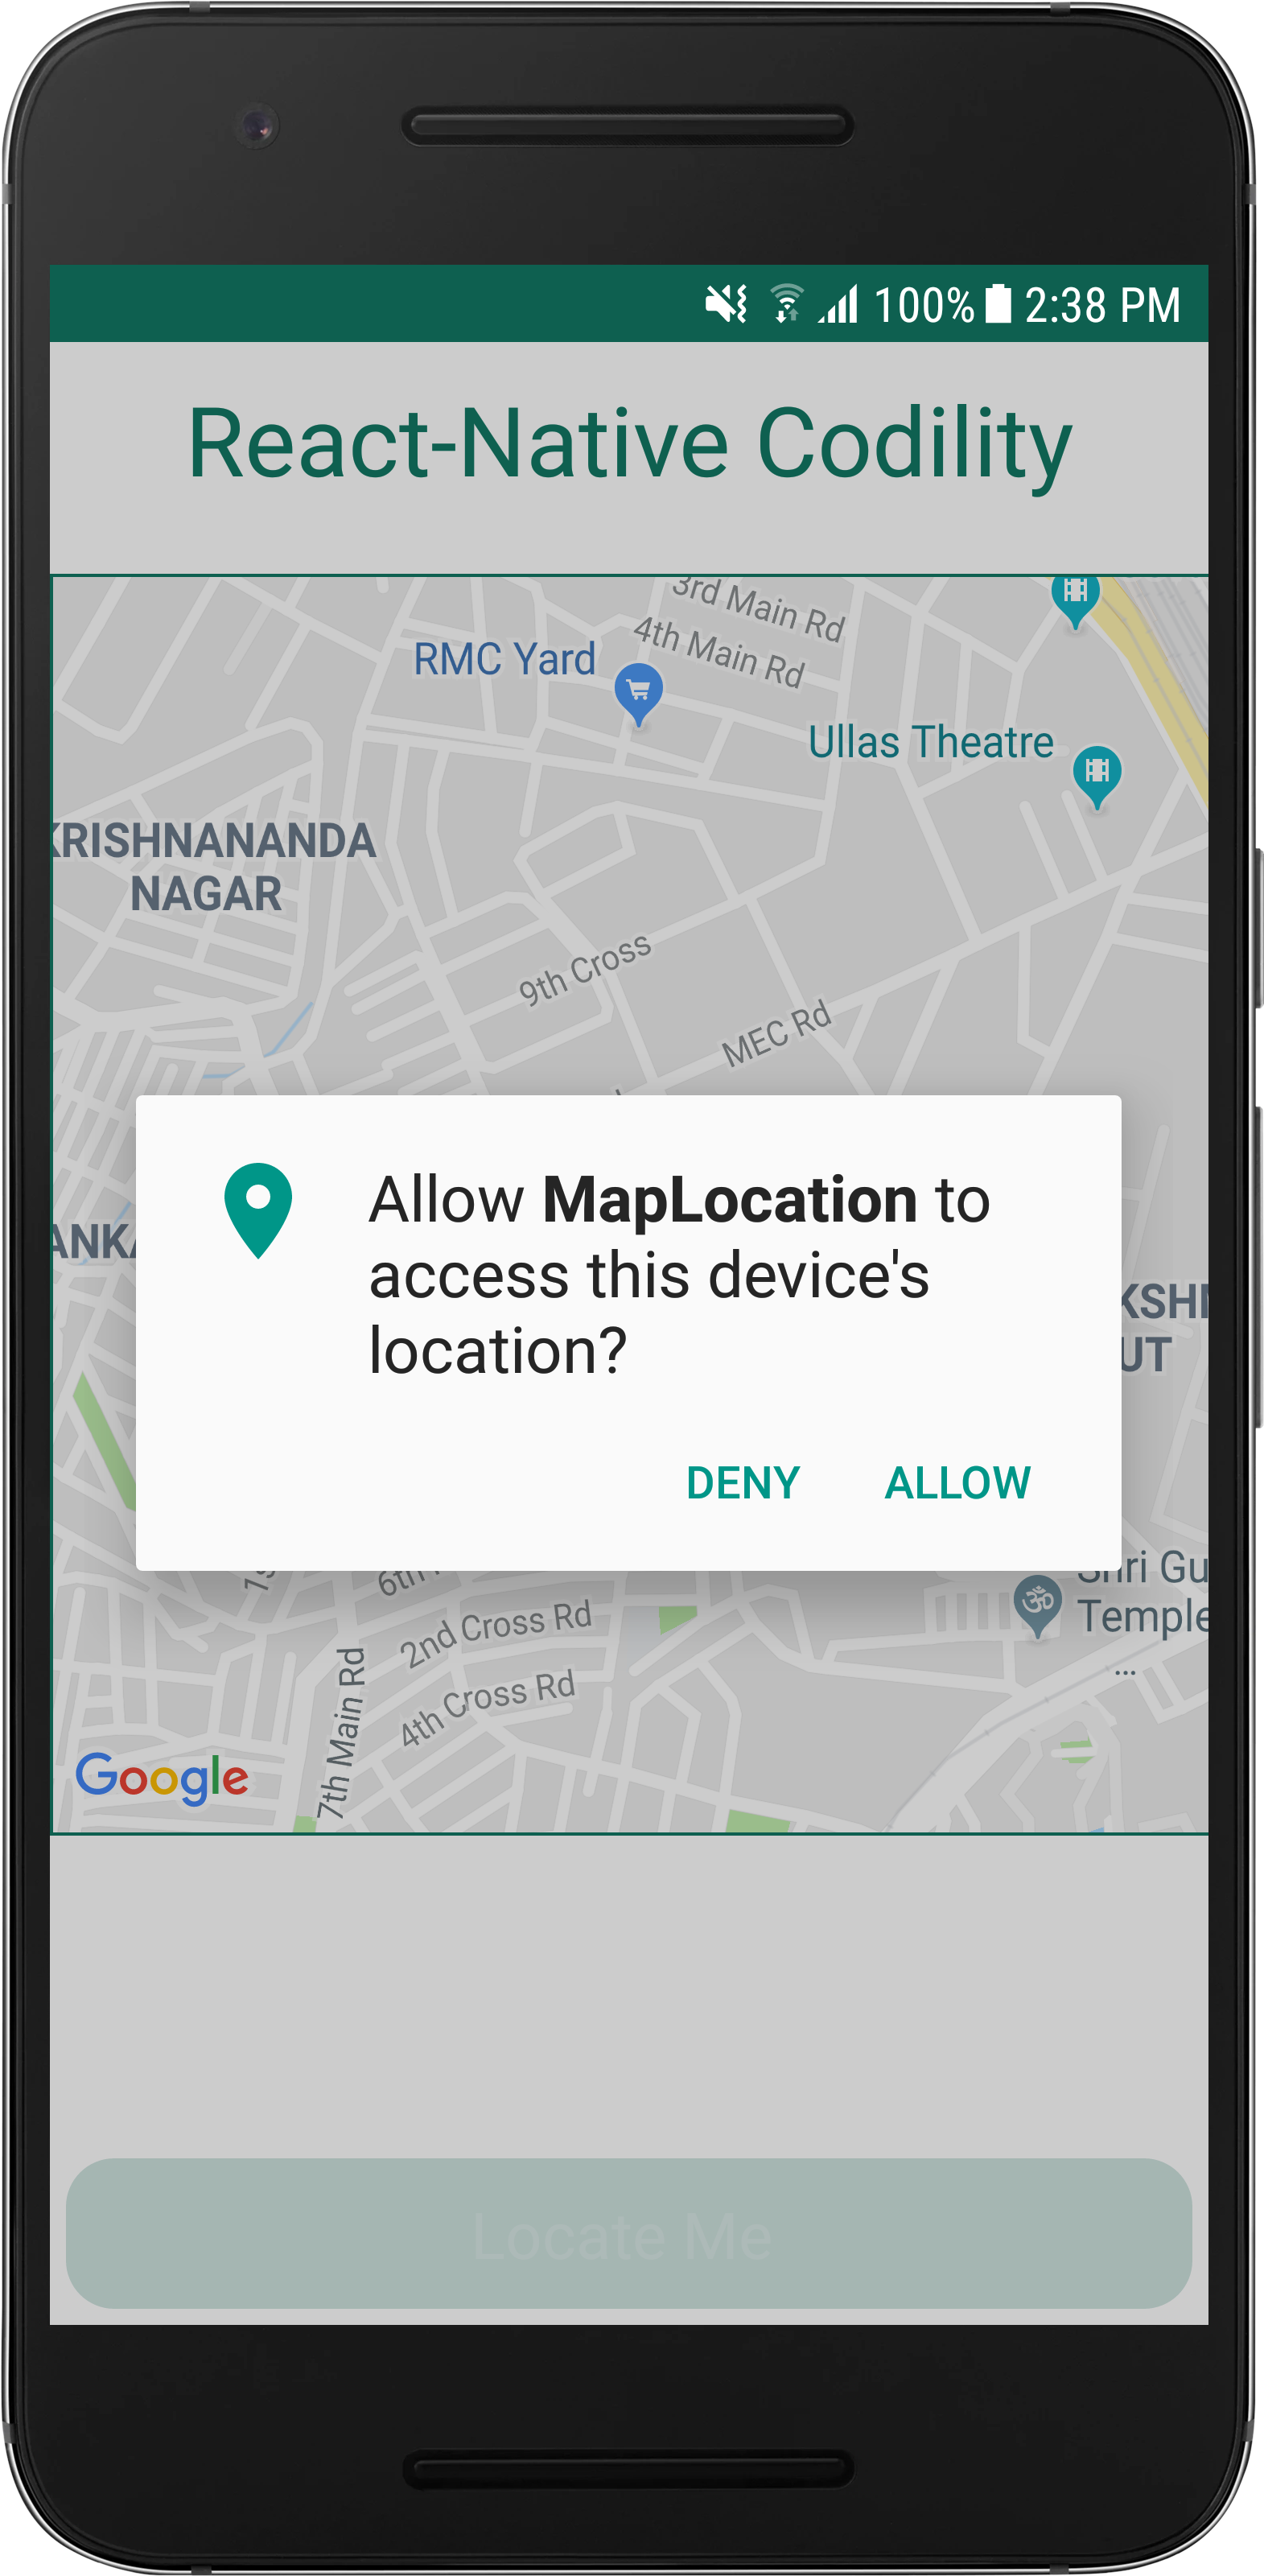 100% 2:38 PM
React-Native Codility
3rd Main Rd
4th Main Rd
RMC Yard
Ullas Theatre
KRISHNANANDA
NAGAR
9th Cross
MEC Rd
Allow MapLocation to
access this device's
location?
DENY ALLOW
UT
6th
Shri Gu
Temple
...
2nd Cross Rd
4th Cross Rd
7th Main Rd
Google
Locate Me